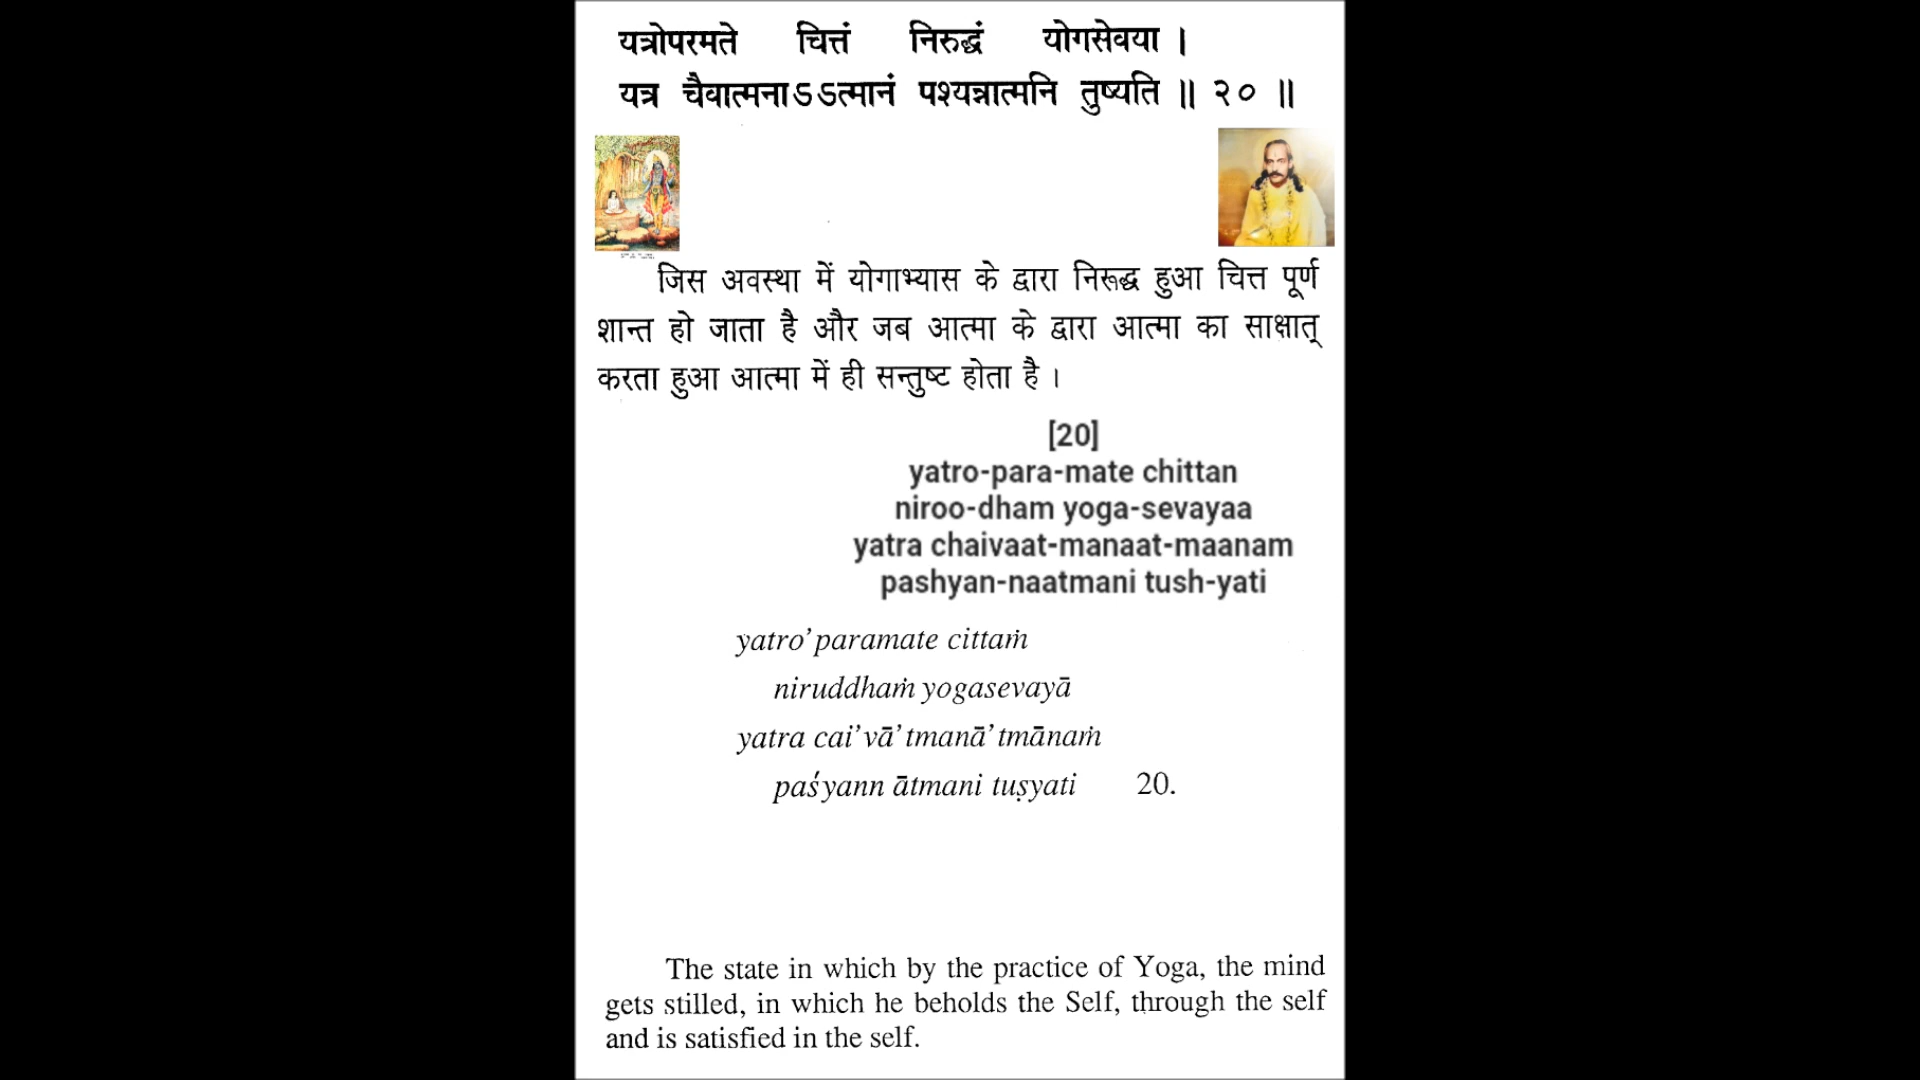 यत्रोपरमते चित्तं निरुद्धं योगसेवया ।
यत्र चैवात्मनाऽऽत्मानं पश्यन्नात्मनि तुष्यति ॥ २० ॥
जिस अवस्था में योगाभ्यास के द्वारा निरूद्ध हुआ चित्त पूर्ण
शान्त हो जाता है और जब आत्मा के द्वारा आत्मा का साक्षात्
करता हुआ आत्मा में ही सन्तुष्ट होता है ।
[20]
yatro-para-mate chittan
niroo-dham yoga-sevayaa
yatra chaivaat-manaat-maanam
pashyan-naatmani tush-yati
yatro’paramate cittaṁ
niruddhaṁ yogasevayā
yatra cai’vā’tmanā’tmānaṁ
paśyann ātmani tuṣyati 20.
The state in which by the practice of Yoga, the mind
gets stilled, in which he beholds the Self, through the self
and is satisfied in the self.